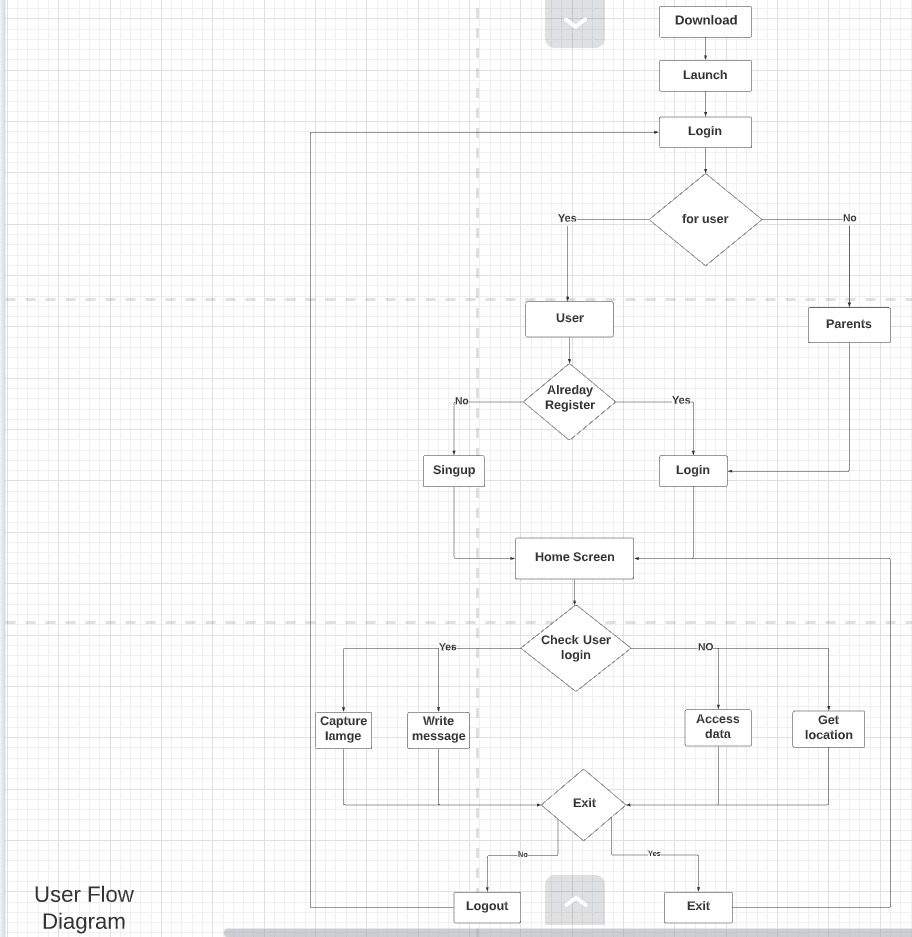 Download
Launch
Login
for user
Yes
No
User
Parents
Alreday
Register
No
Yes
Singup
Login
Home Screen
Check User
login
Yes
NO
Capture
Iamge
Write
message
Access
data
Get
location
Exit
No
Yes
Logout
Exit
User Flow
Diagram